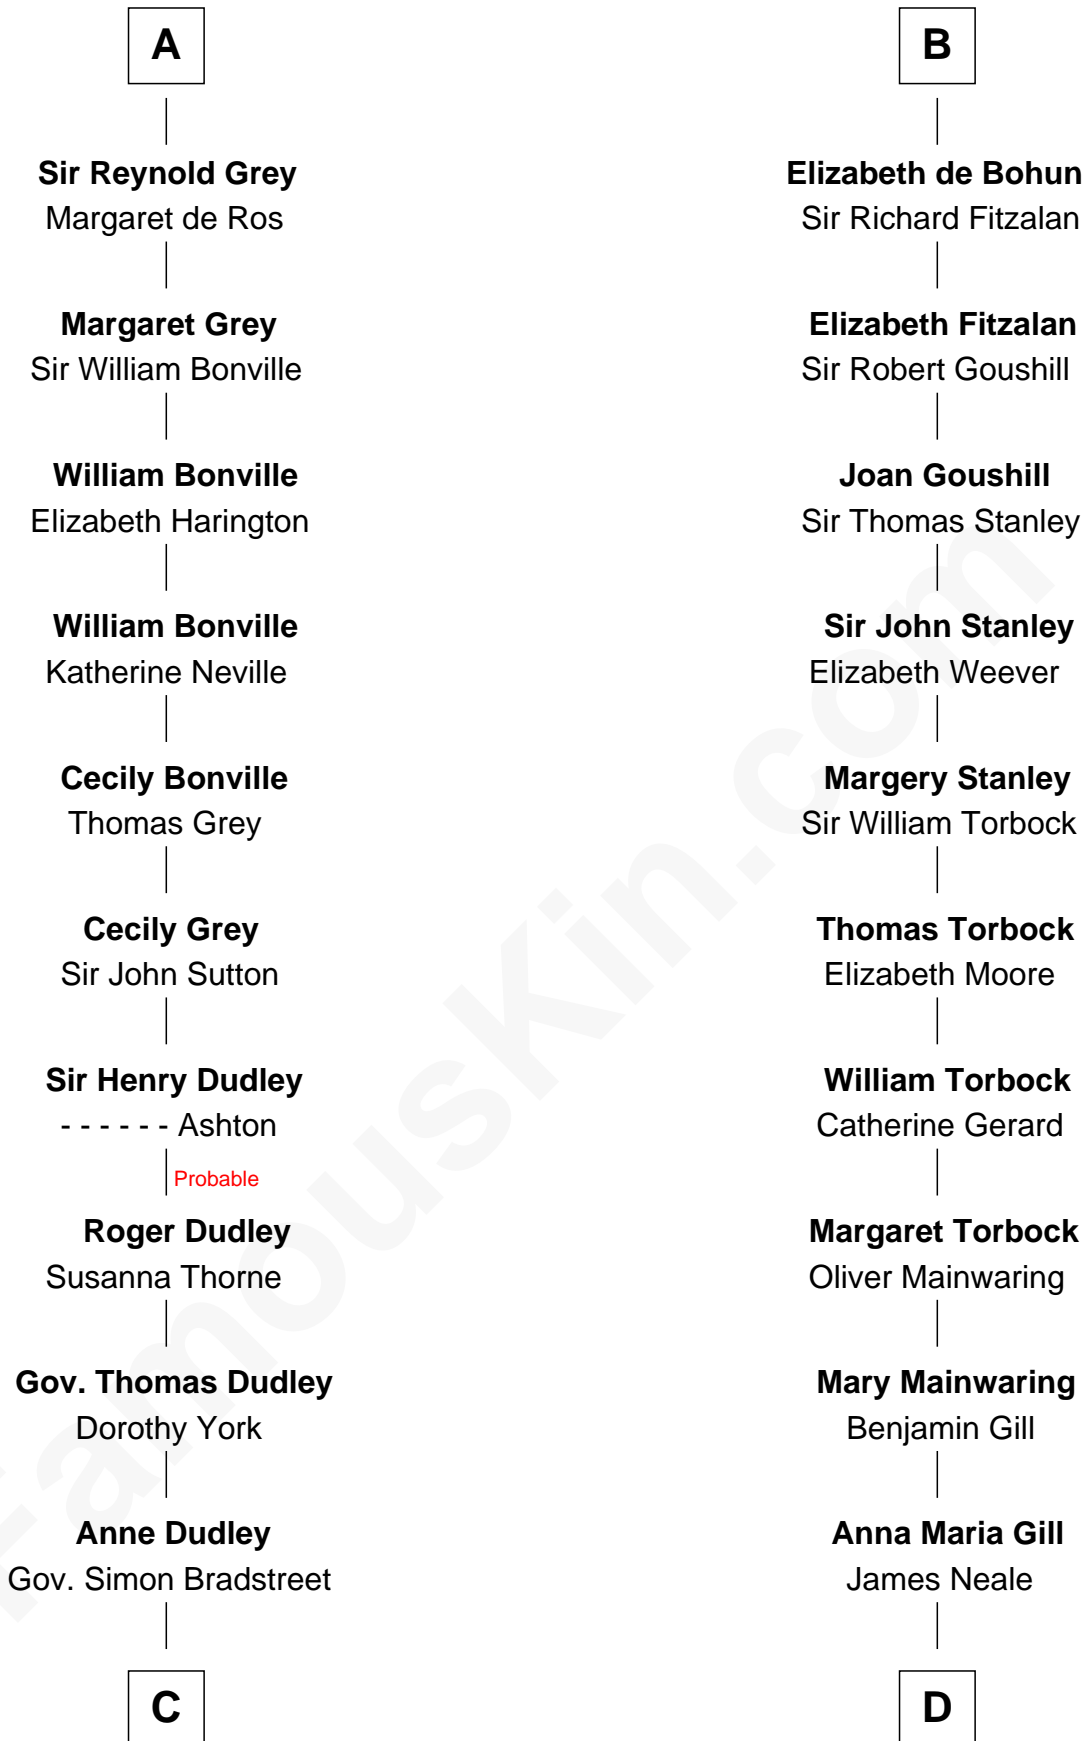 A
Sir Reynold Grey
Margaret de Ros
Margaret Grey
Sir William Bonville
William Bonville
Elizabeth Harington
William Bonville
Katherine Neville
Cecily Bonville
Thomas Grey
Cecily Grey
Sir John Sutton
Sir Henry Dudley
- - - - - - Ashton
Probable
Roger Dudley
Susanna Thorne
Gov. Thomas Dudley
Dorothy York
Anne Dudley
Gov. Simon Bradstreet
C
B
Elizabeth de Bohun
Sir Richard Fitzalan
Elizabeth Fitzalan
Sir Robert Goushill
Joan Goushill
Sir Thomas Stanley
Sir John Stanley
Elizabeth Weever
Margery Stanley
Sir William Torbock
Thomas Torbock
Elizabeth Moore
William Torbock
Catherine Gerard
Margaret Torbock
Oliver Mainwaring
Mary Mainwaring
Benjamin Gill
Anna Maria Gill
James Neale
D
FamousKin.com